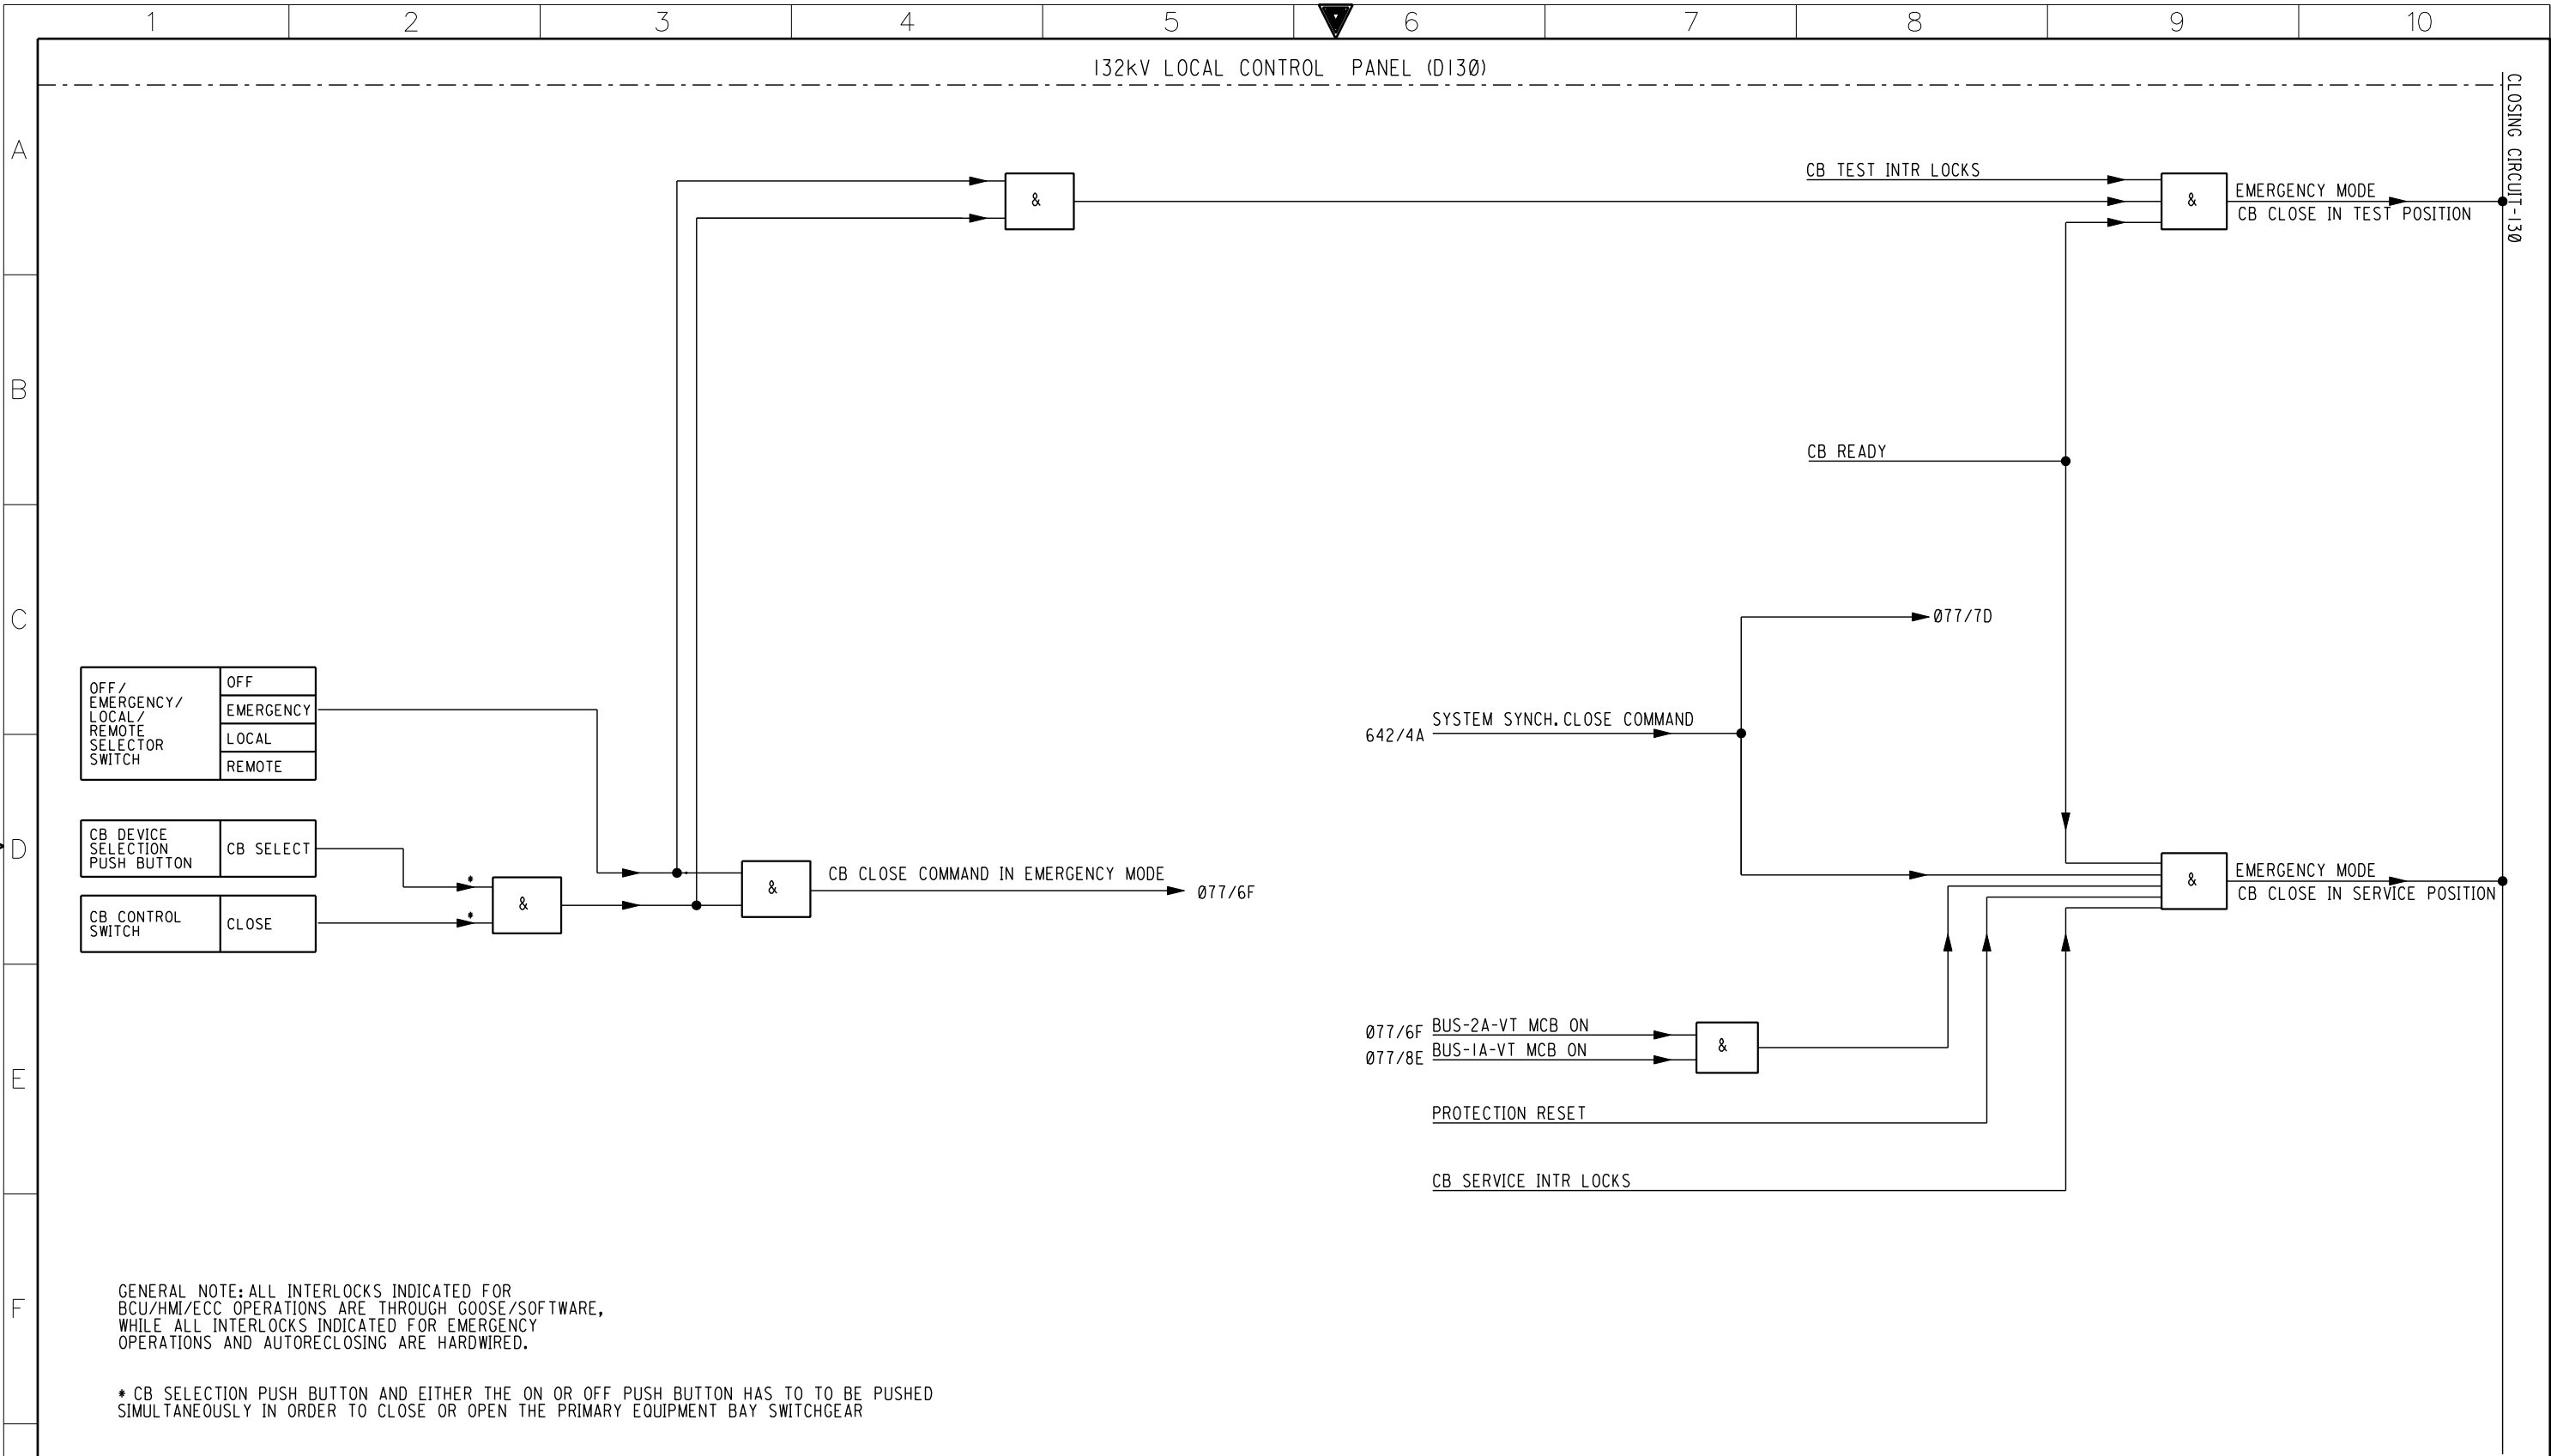 1 2 3 4 5 6 7 8 9 10
132kV LOCAL CONTROL PANEL (D130)
CLOSING CIRCUIT-130
A
CB TEST INTR LOCKS
&
&
EMERGENCY MODE
CB CLOSE IN TEST POSITION
B
CB READY
C
077/7D
OFF/
EMERGENCY/
LOCAL/
REMOTE
SELECTOR
SWITCH
OFF
EMERGENCY
LOCAL
REMOTE
642/4A
SYSTEM SYNCH.CLOSE COMMAND
D
CB DEVICE
SELECTION
PUSH BUTTON
CB SELECT
*
CB CONTROL
SWITCH
CLOSE
*
&
&
CB CLOSE COMMAND IN EMERGENCY MODE
077/6F
&
EMERGENCY MODE
CB CLOSE IN SERVICE POSITION
E
077/6F BUS-2A-VT MCB ON
077/8E BUS-1A-VT MCB ON
&
PROTECTION RESET
CB SERVICE INTR LOCKS
F
GENERAL NOTE:ALL INTERLOCKS INDICATED FOR
BCU/HMI/ECC OPERATIONS ARE THROUGH GOOSE/SOFTWARE,
WHILE ALL INTERLOCKS INDICATED FOR EMERGENCY
OPERATIONS AND AUTORECLOSING ARE HARDWIRED.
* CB SELECTION PUSH BUTTON AND EITHER THE ON OR OFF PUSH BUTTON HAS TO TO BE PUSHED
SIMULTANEOUSLY IN ORDER TO CLOSE OR OPEN THE PRIMARY EQUIPMENT BAY SWITCHGEAR